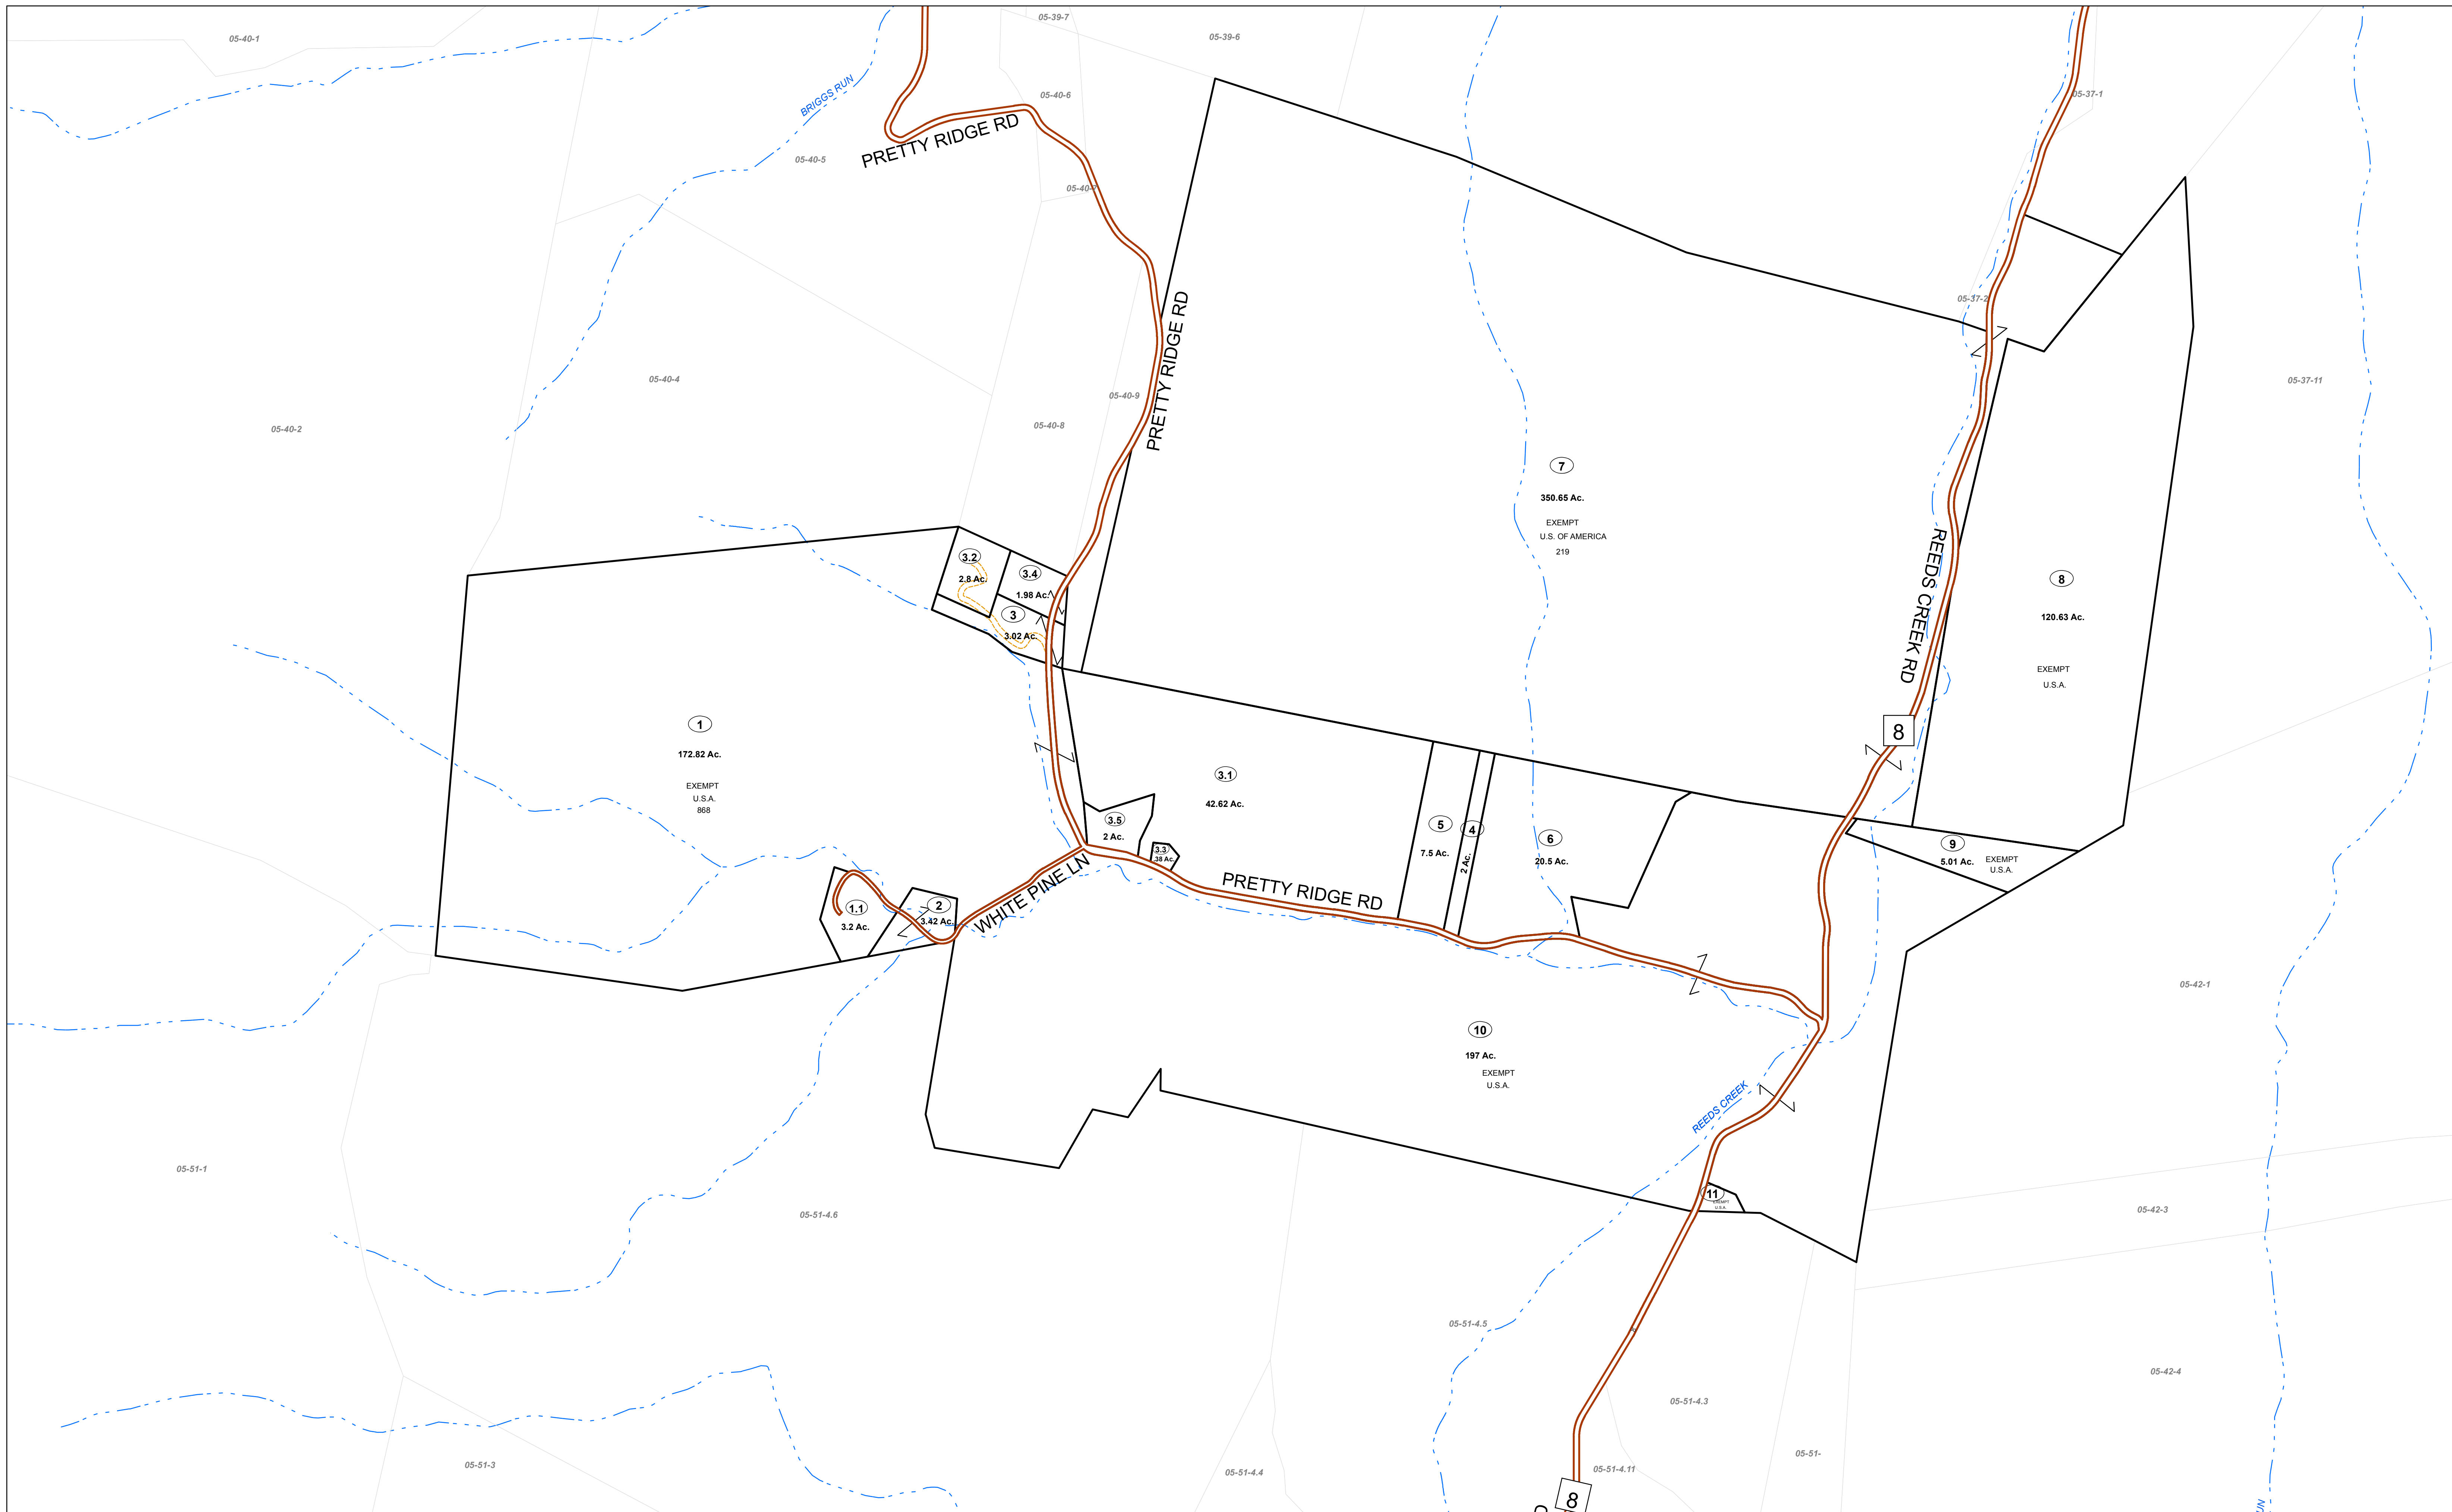 05-39-7
05-40-1
05-39-6
BRIGGS RUN
05-40-6
05-37-1
PRETTY RIDGE RD
05-40-5
05-40-7
05-37-2
PRETTY RIDGE RD
05-40-4
05-37-11
05-40-9
05-40-2
05-40-8
7
350.65 Ac.
EXEMPT
U.S. OF AMERICA
219
REEDS CREEK RD
3.2
2.8 Ac.
3.4
1.98 Ac.
3
3.02 Ac.
8
120.63 Ac.
EXEMPT
U.S.A.
8
1
172.82 Ac.
EXEMPT
U.S.A.
868
3.1
42.62 Ac.
3.5
2 Ac.
3.3
.38 Ac.
5
7.5 Ac.
4
2 Ac.
6
20.5 Ac.
9
5.01 Ac.
EXEMPT
U.S.A.
WHITE PINE LN
PRETTY RIDGE RD
1.1
3.2 Ac.
2
3.42 Ac.
05-42-1
10
197 Ac.
EXEMPT
U.S.A.
REEDS CREEK
05-51-1
11
EXEMPT
U.S.A.
05-51-4.6
05-42-3
05-51-4.5
05-42-4
05-51-4.3
05-51-
05-51-3
05-51-4.4
05-51-4.11
8
UN